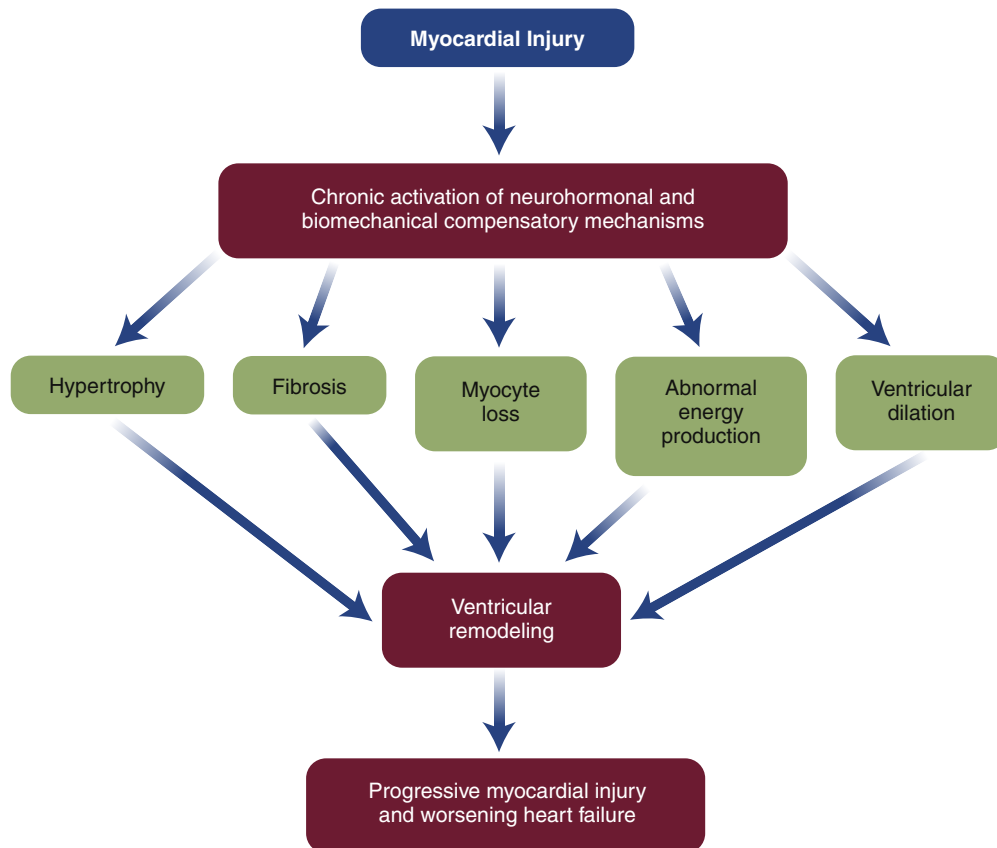 Myocardial Injury
Chronic activation of neurohormonal and
biomechanical compensatory mechanisms
Hypertrophy
Fibrosis
Myocyte
loss
Abnormal
energy
production
Ventricular
dilation
Ventricular
remodeling
Progressive myocardial injury
and worsening heart failure